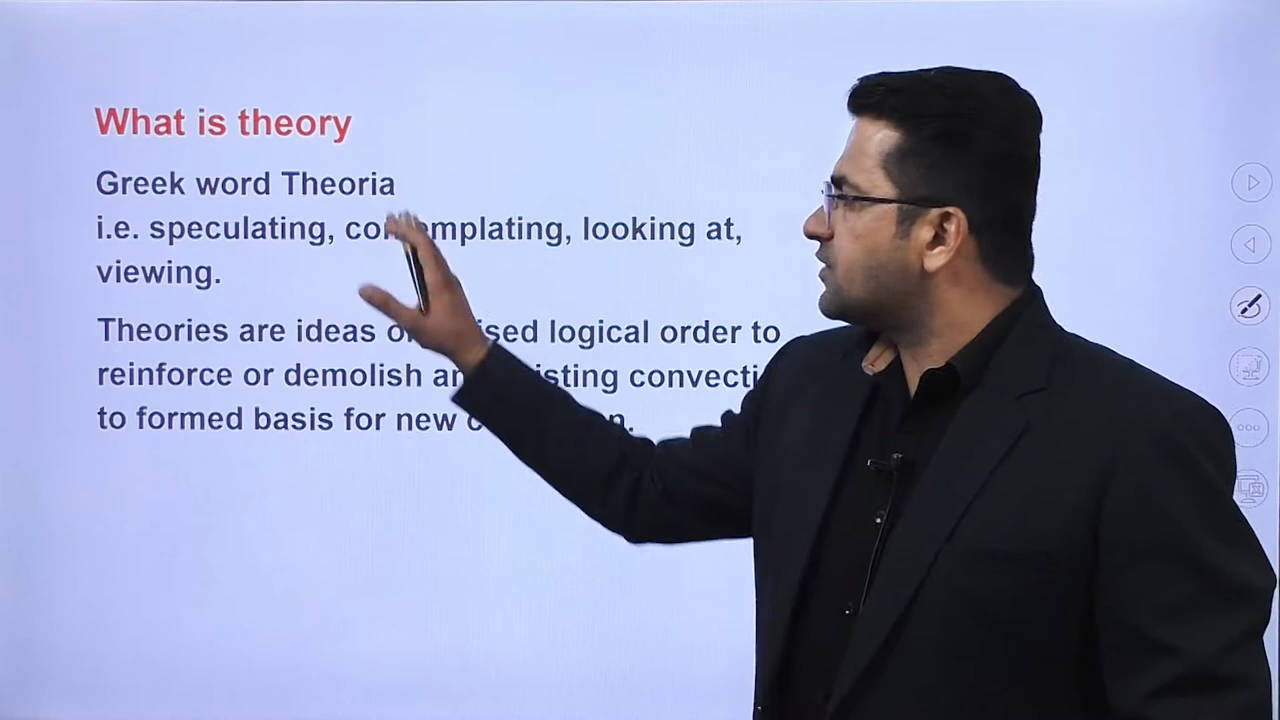 What is theory
Greek word Theoria
i.e. speculating, contemplating, looking at,
viewing.
Theories are ideas logical order to
reinforce or demolish
to formed basis for new